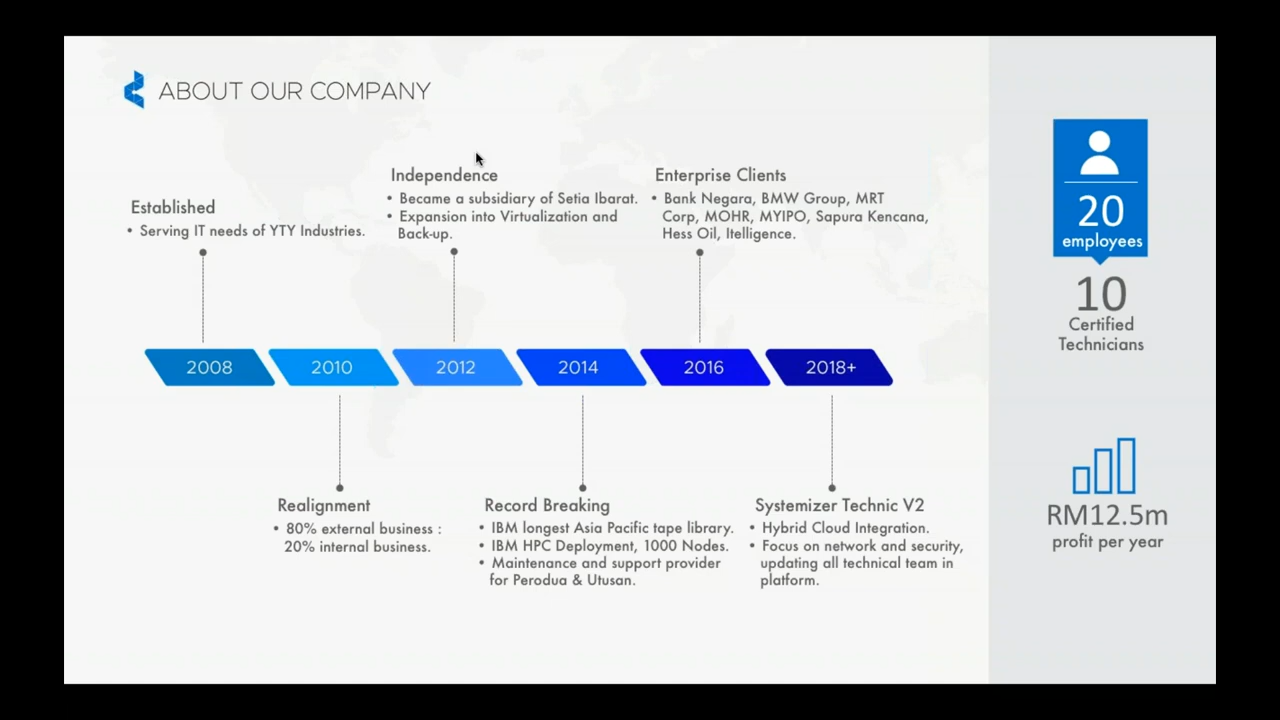 ABOUT OUR COMPANY
Established
• Serving IT needs of YTY Industries.
Independence
• Became a subsidiary of Setia Ibarat.
• Expansion into Virtualization and
Back-up.
Enterprise Clients
• Bank Negara, BMW Group, MRT
Corp, MOHR, MYIPO, Sapura Kencana,
Hess Oil, Itelligence.
2008
2010
2012
2014
2016
2018+
Realignment
• 80% external business :
20% internal business.
Record Breaking
• IBM longest Asia Pacific tape library.
• IBM HPC Deployment, 1000 Nodes.
• Maintenance and support provider
for Perodua & Utusan.
Systemizer Technic V2
• Hybrid Cloud Integration.
• Focus on network and security,
updating all technical team in
platform.
20
employees
10
Certified
Technicians
RM12.5m
profit per year